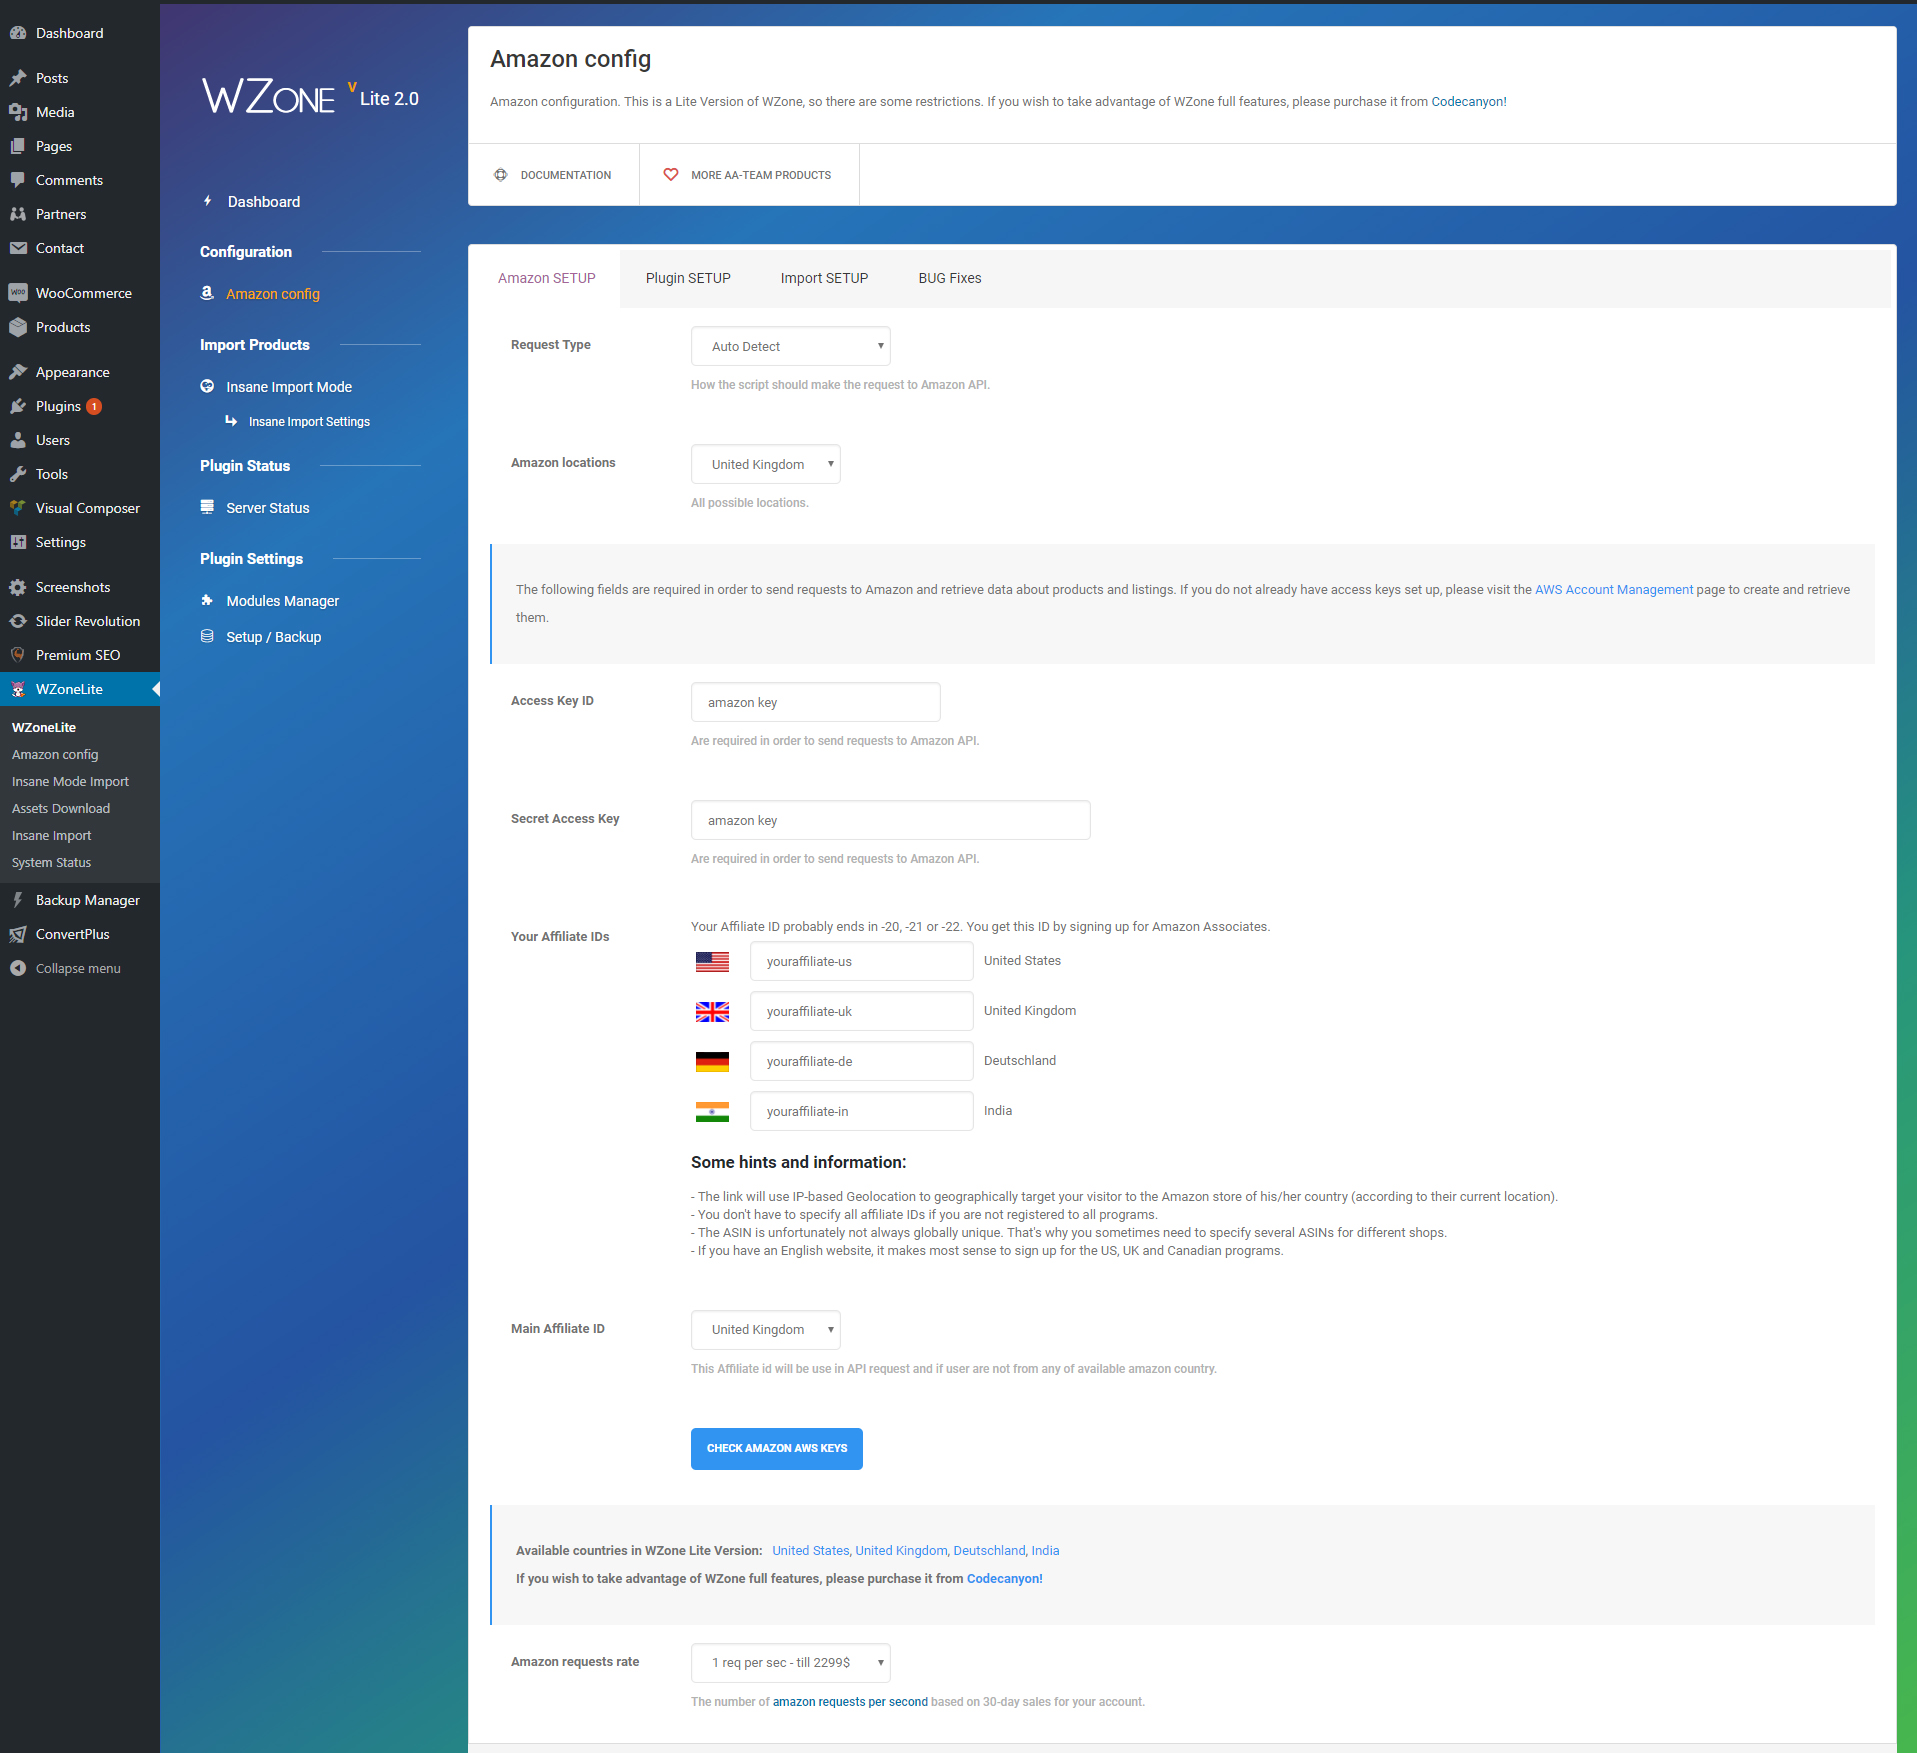 Dashboard
Posts
Media
Pages
Comments
Partners
Contact
WooCommerce
Products
Appearance
Plugins 1
Users
Tools
Visual Composer
Settings
Screenshots
Slider Revolution
Premium SEO
WZoneLite
WZoneLite
Amazon config
Insane Mode Import
Assets Download
Insane Import
System Status
Backup Manager
ConvertPlus
Collapse menu
WZONE V Lite 2.0
Dashboard
Configuration
Amazon config
Import Products
Insane Import Mode
Insane Import Settings
Plugin Status
Server Status
Plugin Settings
Modules Manager
Setup / Backup
Amazon config
Amazon configuration. This is a Lite Version of WZone, so there are some restrictions. If you wish to take advantage of WZone full features, please purchase it from Codecanyon!
DOCUMENTATION
MORE AA-TEAM PRODUCTS
Amazon SETUP
Plugin SETUP
Import SETUP
BUG Fixes
Request Type
Auto Detect
How the script should make the request to Amazon API.
Amazon locations
United Kingdom
All possible locations.
The following fields are required in order to send requests to Amazon and retrieve data about products and listings. If you do not already have access keys set up, please visit the AWS Account Management page to create and retrieve
them.
Access Key ID
amazon key
Are required in order to send requests to Amazon API.
Secret Access Key
amazon key
Are required in order to send requests to Amazon API.
Your Affiliate IDs
Your Affiliate ID probably ends in -20, -21 or -22. You get this ID by signing up for Amazon Associates.
youraffiliate-us United States
youraffiliate-uk United Kingdom
youraffiliate-de Deutschland
youraffiliate-in India
Some hints and information:
- The link will use IP-based Geolocation to geographically target your visitor to the Amazon store of his/her country (according to their current location).
- You don't have to specify all affiliate IDs if you are not registered to all programs.
- The ASIN is unfortunately not always globally unique. That's why you sometimes need to specify several ASINs for different shops.
- If you have an English website, it makes most sense to sign up for the US, UK and Canadian programs.
Main Affiliate ID
United Kingdom
This Affiliate id will be use in API request and if user are not from any of available amazon country.
CHECK AMAZON AWS KEYS
Available countries in WZone Lite Version: United States, United Kingdom, Deutschland, India
If you wish to take advantage of WZone full features, please purchase it from Codecanyon!
Amazon requests rate
1 req per sec - till 2299$
The number of amazon requests per second based on 30-day sales for your account.